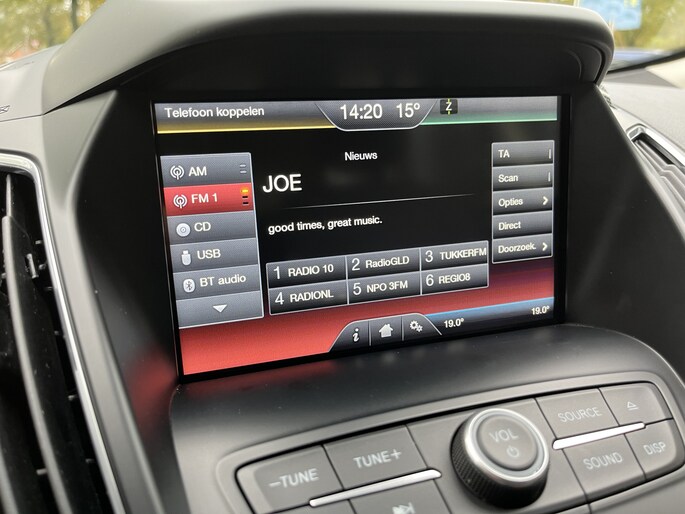 Telefoon koppelen 14:20 15° Z
Nieuws
AM
FM 1
CD
USB
BT audio
JOE
good times, great music.
TA
Scan
Opties
Direct
Doorzoek.
1 RADIO 10 2 RadioGLD 3 TUKKERFM
4 RADIONL 5 NPO 3FM 6 REGIO8
i 19.0° 19.0°
VOL
SOURCE
−TUNE TUNE+ SOUND DISP